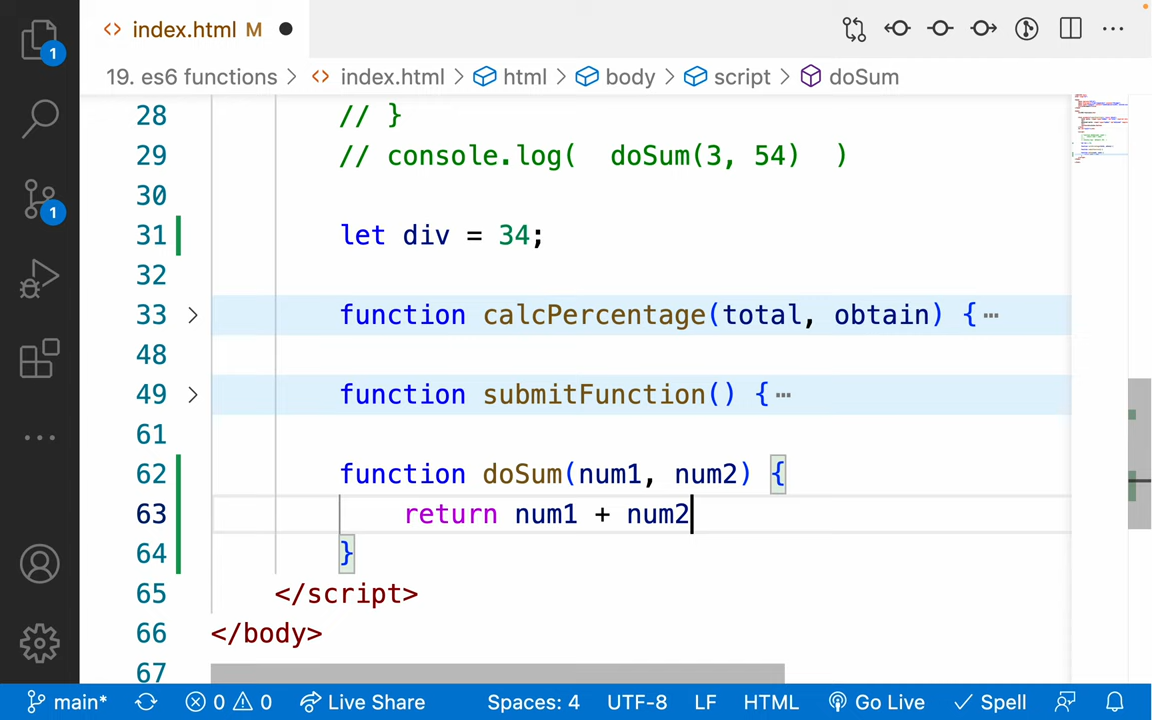 index.html M
19. es6 functions > index.html > html > body > script > doSum
28 // }
29 // console.log(  doSum(3, 54)  )
30
31 let div = 34;
32
33 function calcPercentage(total, obtain) {⋯
48
49 function submitFunction() {⋯
61
62 function doSum(num1, num2) {
63 return num1 + num2
64 }
65 </script>
66 </body>
67
1
1
main* 0 0 Live Share Spaces: 4 UTF-8 LF HTML Go Live Spell